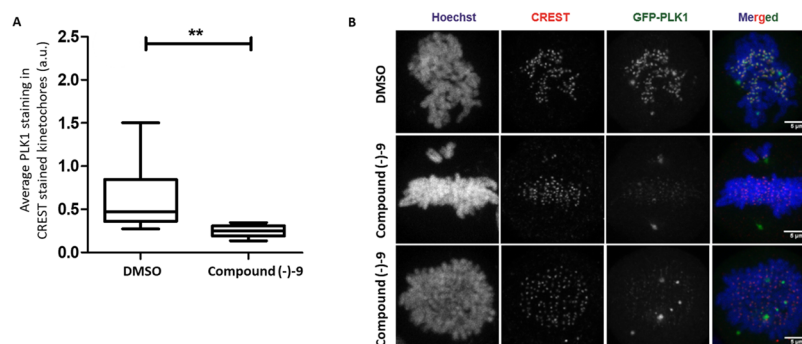 A
Average PLK1 staining in
CREST stained kinetochores (a.u.)
2.5
2.0
1.5
1.0
0.5
0.0
**
DMSO
Compound (-)-9
B
Hoechst
CREST
GFP-PLK1
Merged
DMSO
5 µm
Compound (-)-9
5 µm
Compound (-)-9
5 µm